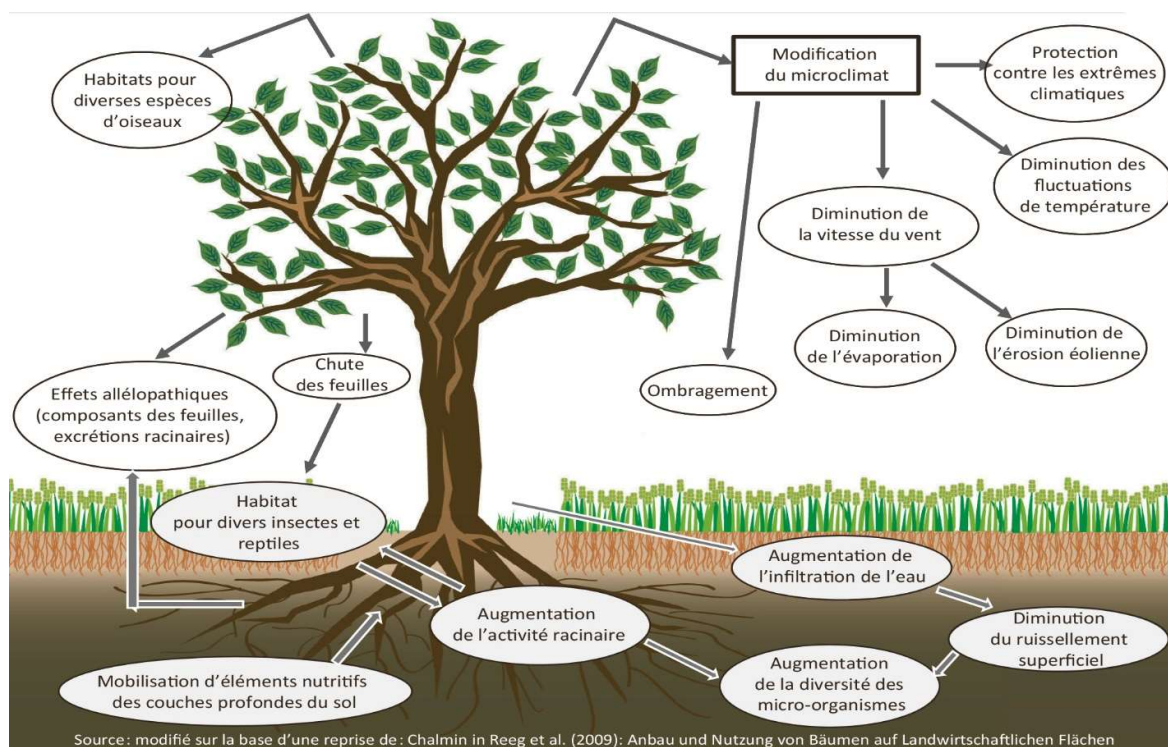 Habitats pour
diverses espèces
d’oiseaux
Modification
du microclimat
Protection
contre les extrêmes
climatiques
Diminution des
fluctuations
de température
Diminution de
la vitesse du vent
Diminution
de l’évaporation
Diminution de
l’érosion éolienne
Ombragement
Chute
des feuilles
Effets allélopathiques
(composants des feuilles,
excrétions racinaires)
Habitat
pour divers insectes et
reptiles
Augmentation de
l’infiltration de l’eau
Augmentation
de l’activité racinaire
Diminution
du ruissellement
superficiel
Mobilisation d’éléments nutritifs
des couches profondes du sol
Augmentation
de la diversité des
micro-organismes
Source : modifié sur la base d’une reprise de : Chalmin in Reeg et al. (2009): Anbau und Nutzung von Bäumen auf Landwirtschaftlichen Flächen